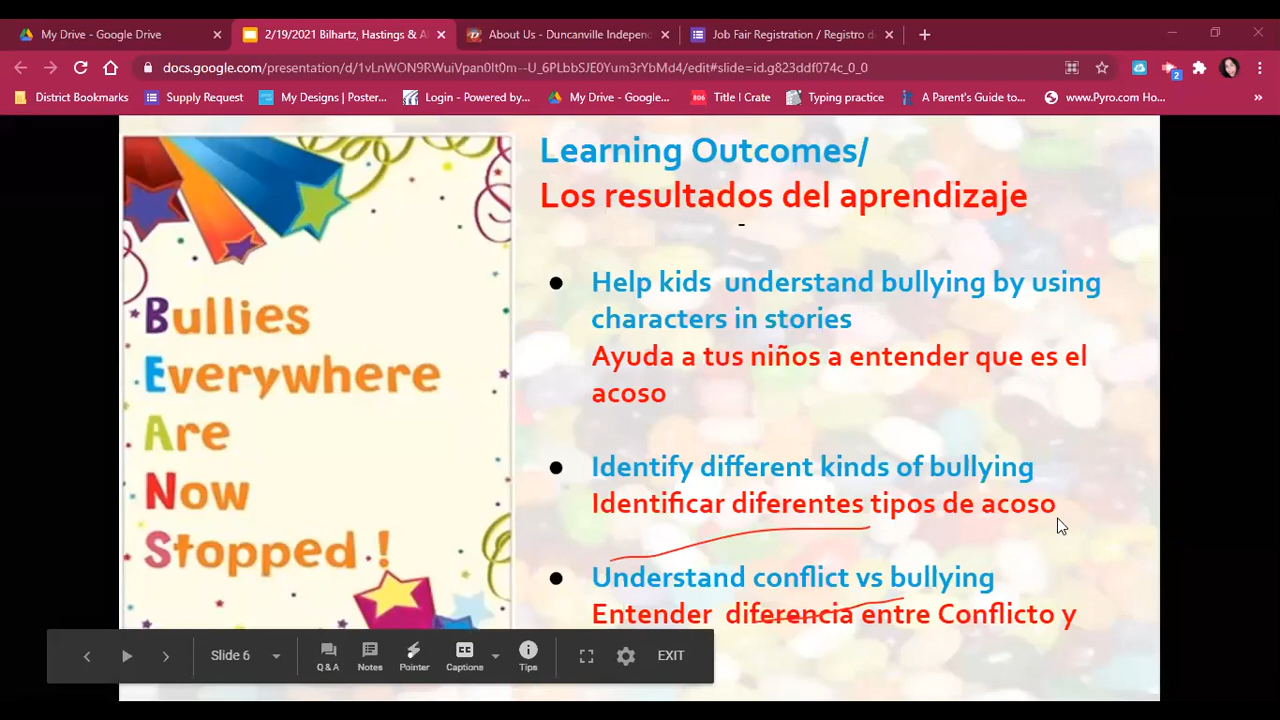 My Drive - Google Drive
2/19/2021 Bilhartz, Hastings & A
About Us - Duncanville Indepen
Job Fair Registration / Registro d
docs.google.com/presentation/d/1vLnWON9RWuiVpan0It0m--U_6PLbbSJE0Yum3rYbMd4/edit#slide=id.g823ddf074c_0_0
2
District Bookmarks
Supply Request
My Designs | Poster...
Login - Powered by...
My Drive - Google...
Title I Crate
Typing practice
A Parent's Guide to...
www.Pyro.com Ho...
»
Bullies
Everywhere
Are
Now
Stopped !
Learning Outcomes/
Los resultados del aprendizaje
-
● Help kids understand bullying by using
characters in stories
Ayuda a tus niños a entender que es el
acoso
● Identify different kinds of bullying
Identificar diferentes tipos de acoso
● Understand conflict vs bullying
Entender diferencia entre Conflicto y
Slide 6
Q & A
Notes
Pointer
Captions
Tips
EXIT